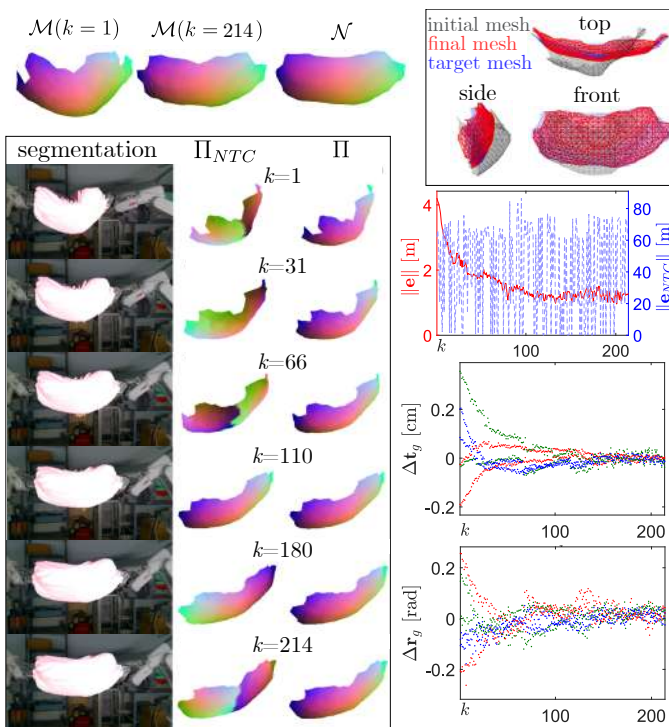 M(k = 1)
M(k = 214)
N
initial mesh
final mesh
target mesh
top
side
front
segmentation
Π_NTC
Π
k=1
k=31
k=66
k=110
k=180
k=214
4
2
0
||e|| [m]
80
60
40
20
0
||e_NTC|| [m]
k
100
200
0.2
0
-0.2
Δt_g [cm]
k
100
200
0.2
0
-0.2
Δr_g [rad]
k
100
200